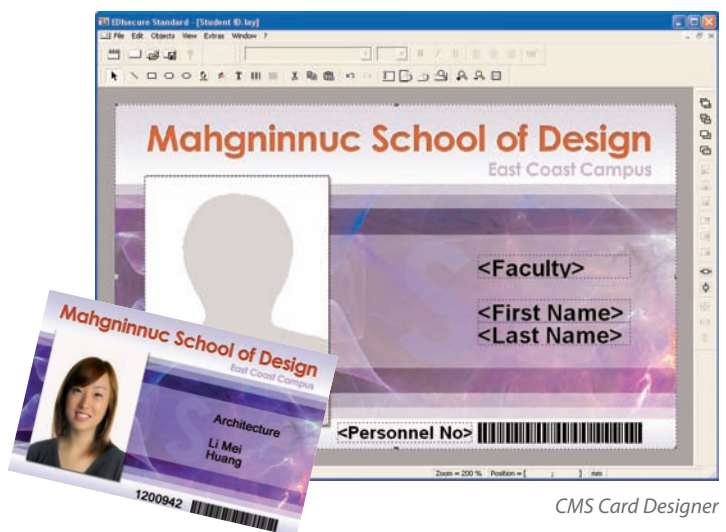 EDIsecure Standard - [Student ID.lay]
File Edit Objects View Extras Window ?
Mahgninnuc School of Design
East Coast Campus
<Faculty>
<First Name>
<Last Name>
<Personnel No>
Zoom = 200 % Position = [ ; ] mm
Mahgninnuc School of Design
East Coast Campus
Architecture
Li Mei
Huang
1200942
CMS Card Designer